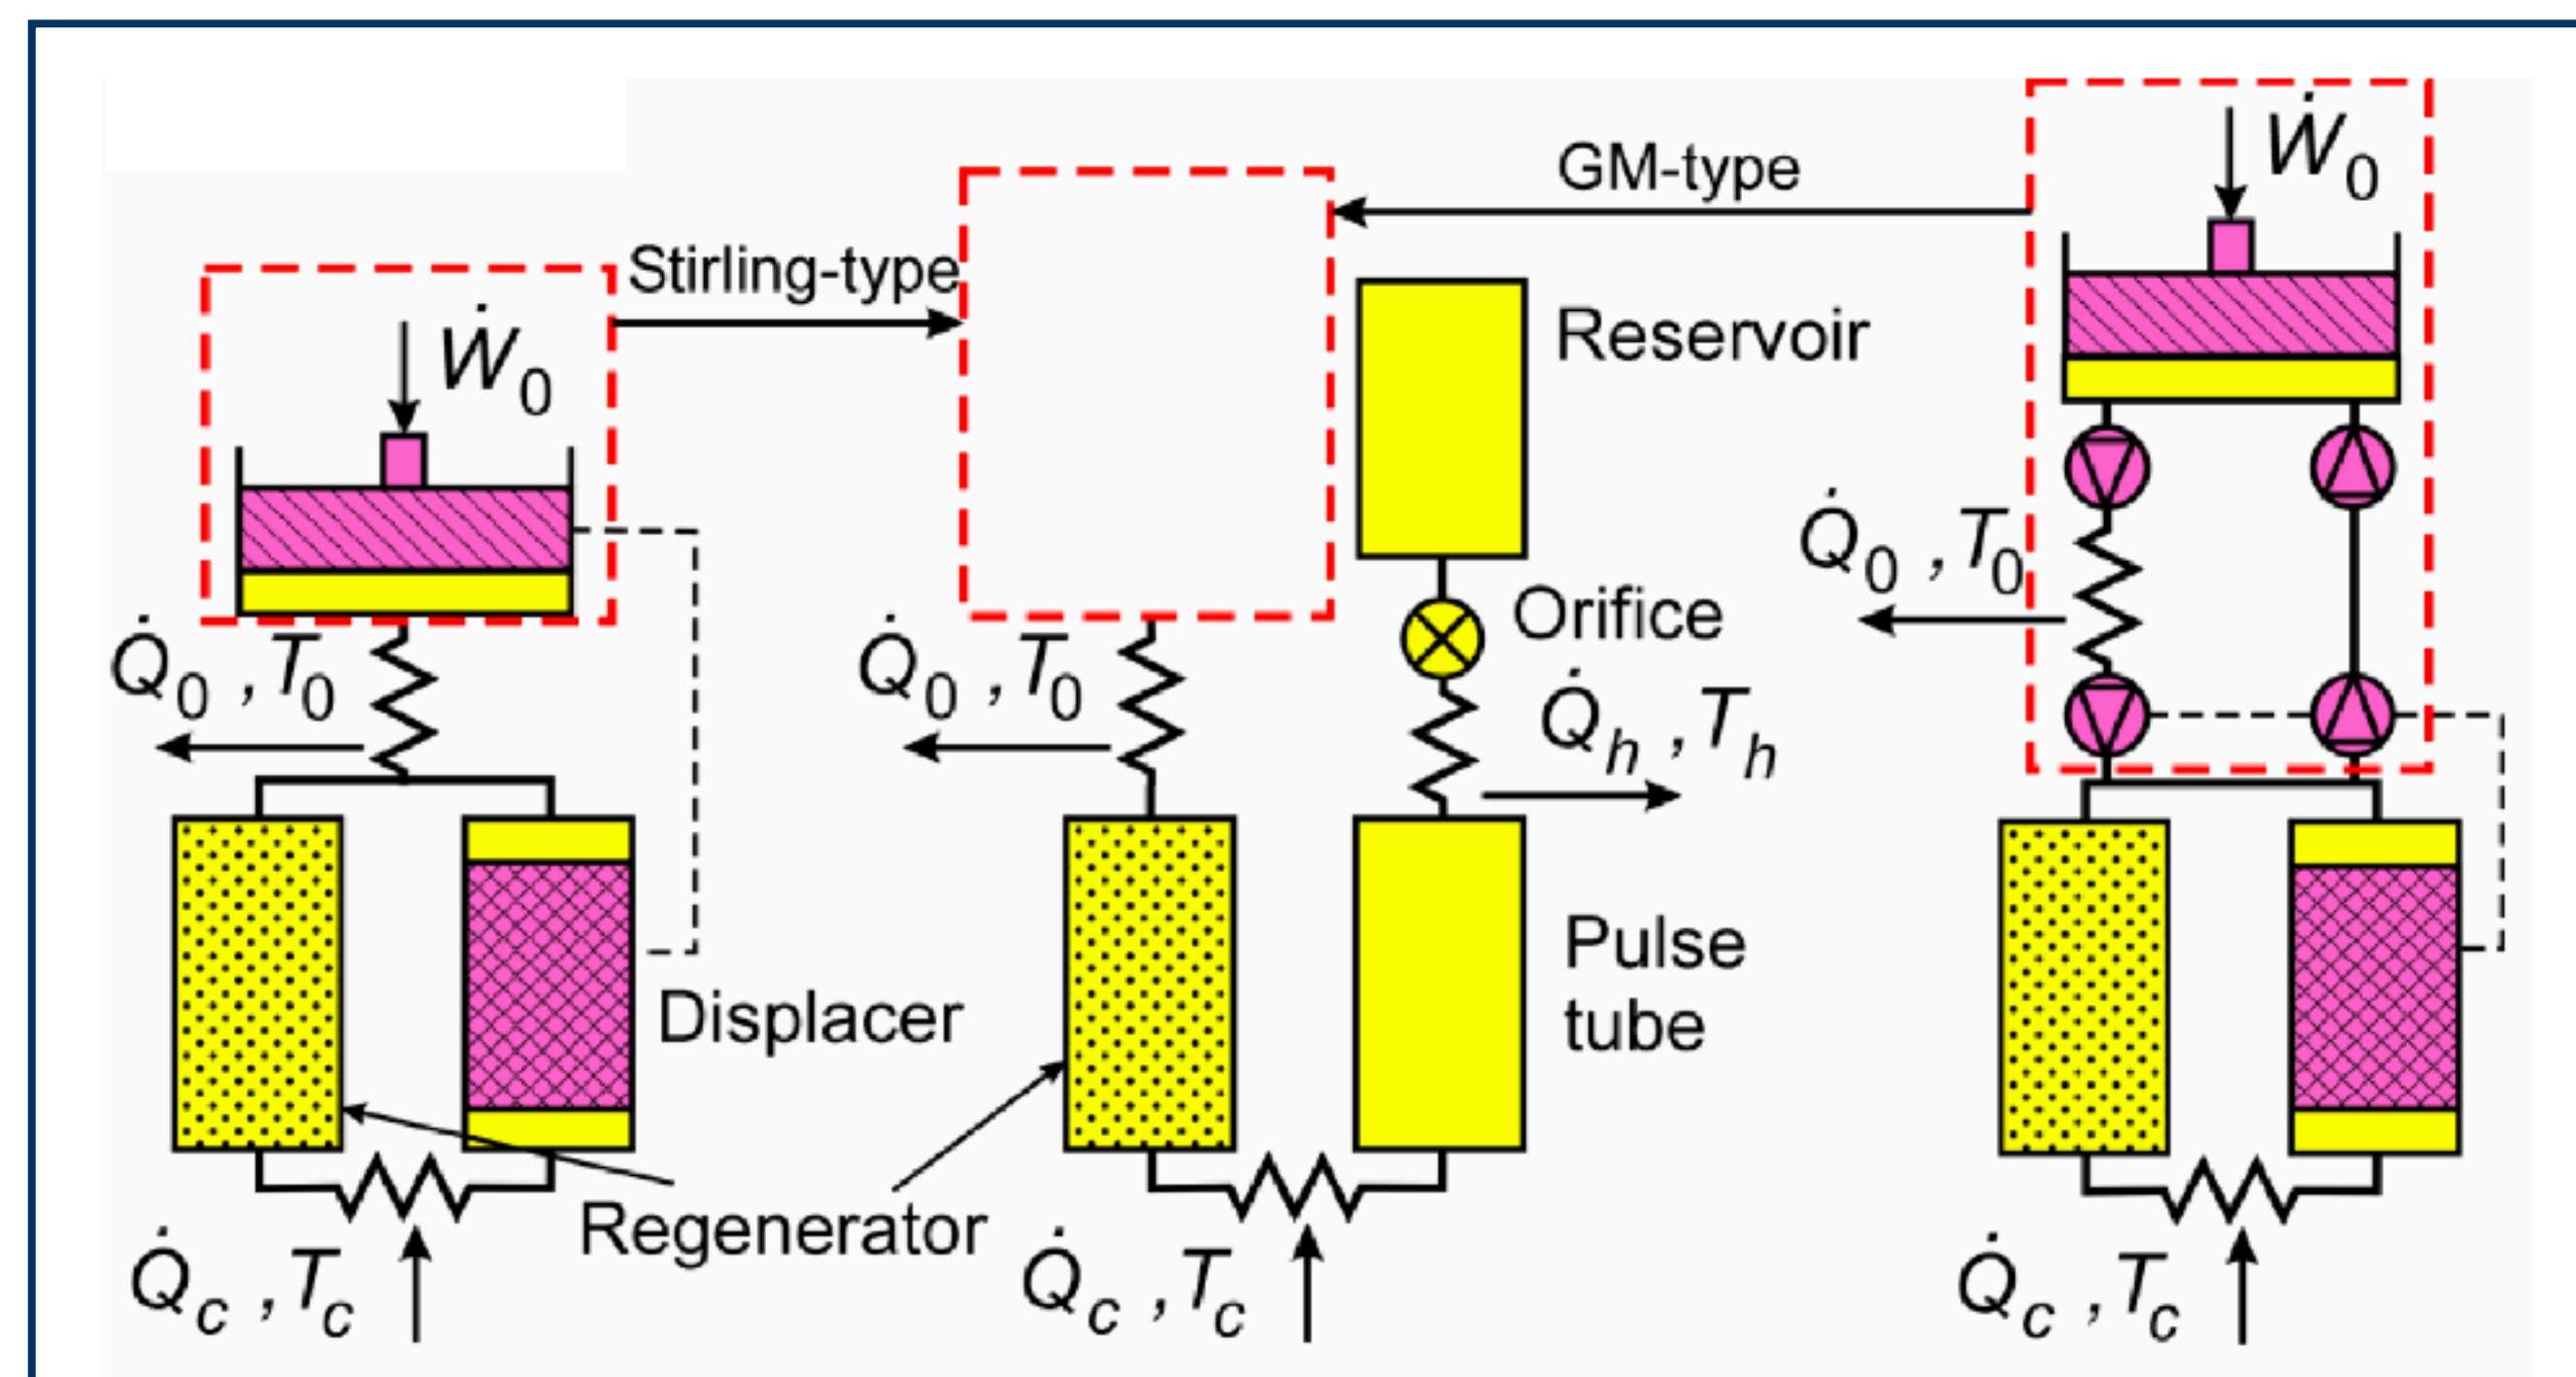 Ẇ0
GM-type
Stirling-type
Reservoir
Ẇ0
Q̇0 ,T0
Orifice
Q̇0 ,T0
Q̇0 ,T0
Q̇h ,Th
Displacer
Pulse
tube
Regenerator
Q̇c ,Tc
Q̇c ,Tc
Q̇c ,Tc